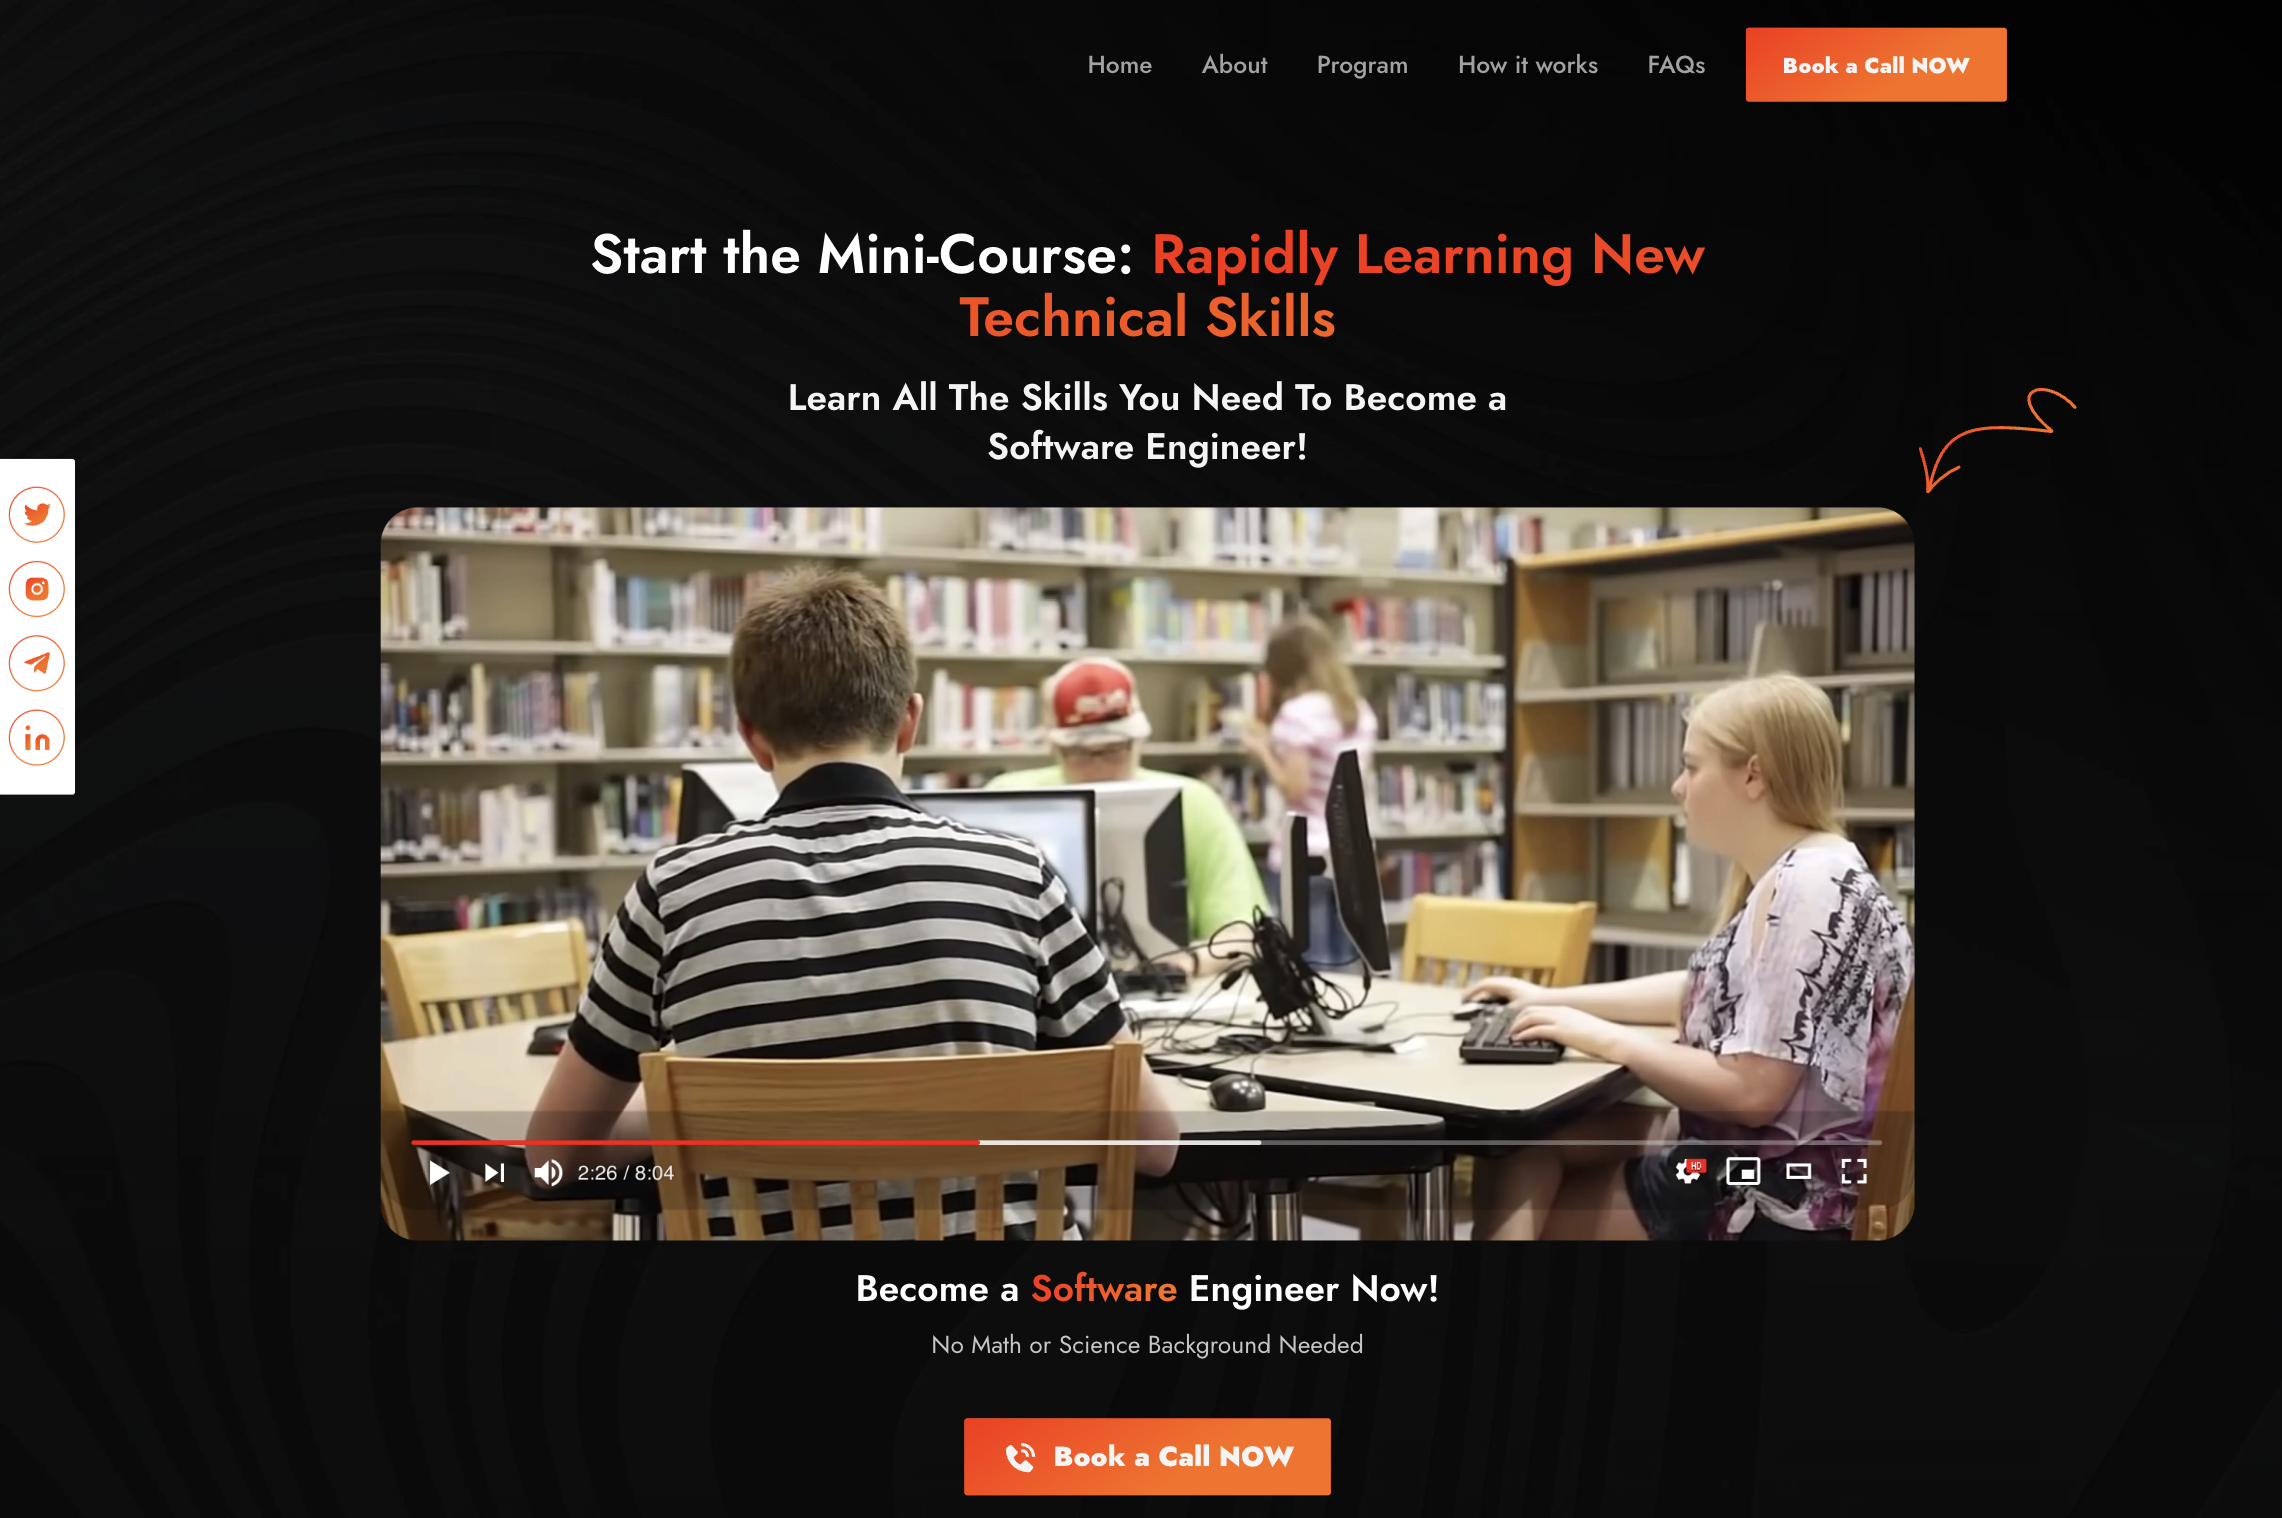 Home About Program How it works FAQs Book a Call NOW
Start the Mini-Course: Rapidly Learning New
Technical Skills
Learn All The Skills You Need To Become a
Software Engineer!
in
2:26 / 8:04
HD
Become a Software Engineer Now!
No Math or Science Background Needed
Book a Call NOW